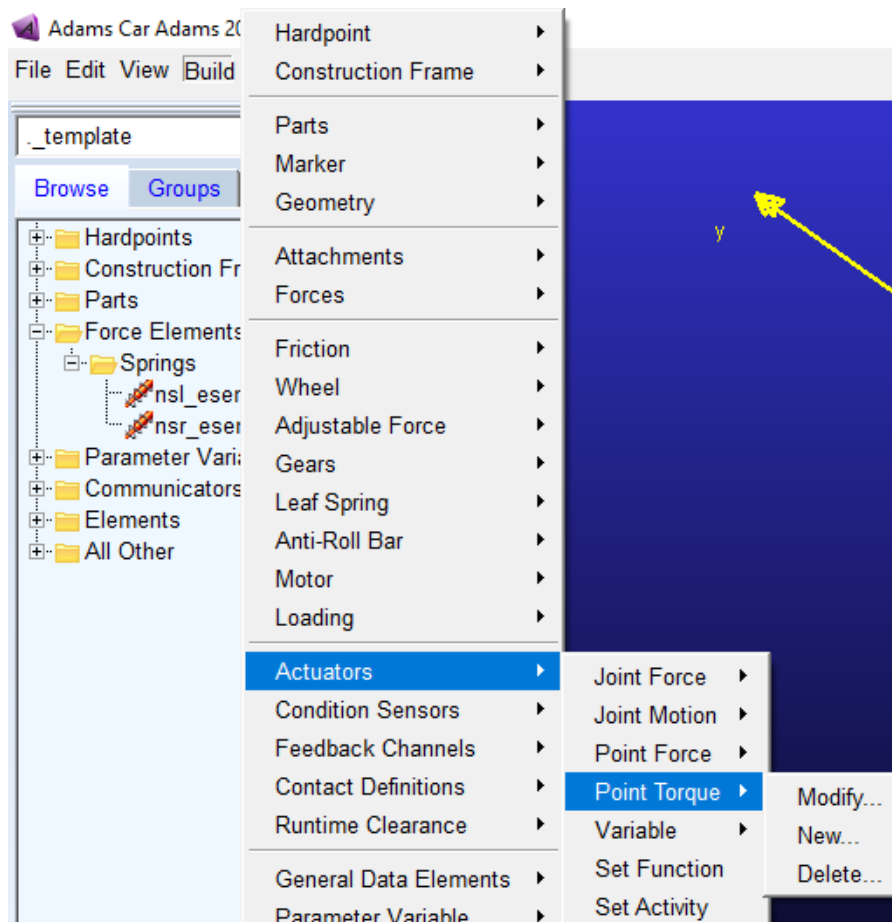 Adams Car Adams 20
File Edit View Build
._template
Browse Groups
Hardpoints
Construction Fr
Parts
Force Elements
Springs
nsl_eser
nsr_eser
Parameter Varia
Communicators
Elements
All Other
Hardpoint
Construction Frame
Parts
Marker
Geometry
Attachments
Forces
Friction
Wheel
Adjustable Force
Gears
Leaf Spring
Anti-Roll Bar
Motor
Loading
Actuators
Condition Sensors
Feedback Channels
Contact Definitions
Runtime Clearance
General Data Elements
Parameter Variable
Joint Force
Joint Motion
Point Force
Point Torque
Variable
Set Function
Set Activity
Modify...
New...
Delete...
y